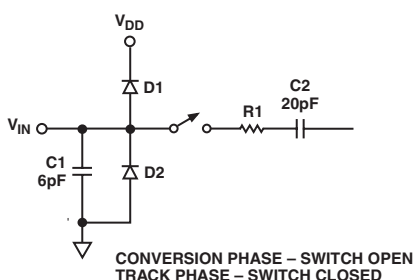 VDD
D1
C2
20pF
R1
VIN
C1
6pF
D2
CONVERSION PHASE – SWITCH OPEN
TRACK PHASE – SWITCH CLOSED